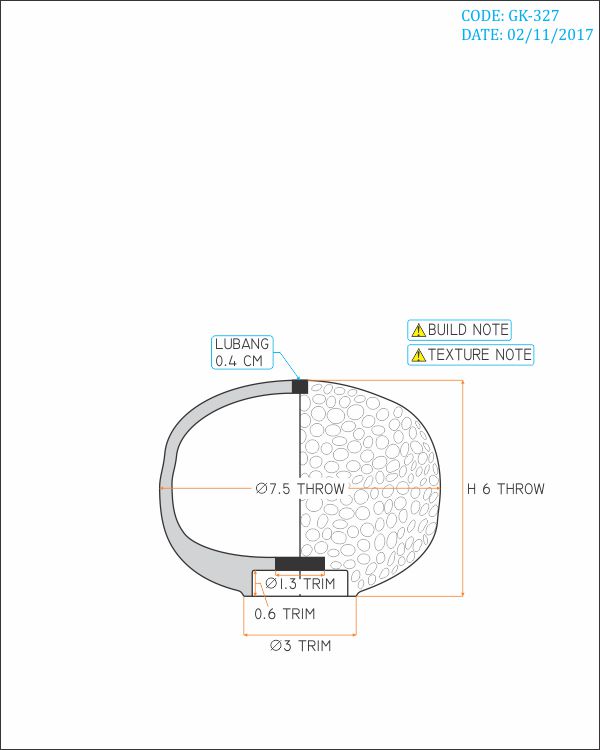 CODE: GK-327
DATE: 02/11/2017
BUILD NOTE
TEXTURE NOTE
LUBANG
0.4 CM
Ø7.5 THROW
H 6 THROW
Ø1.3 TRIM
0.6 TRIM
Ø3 TRIM